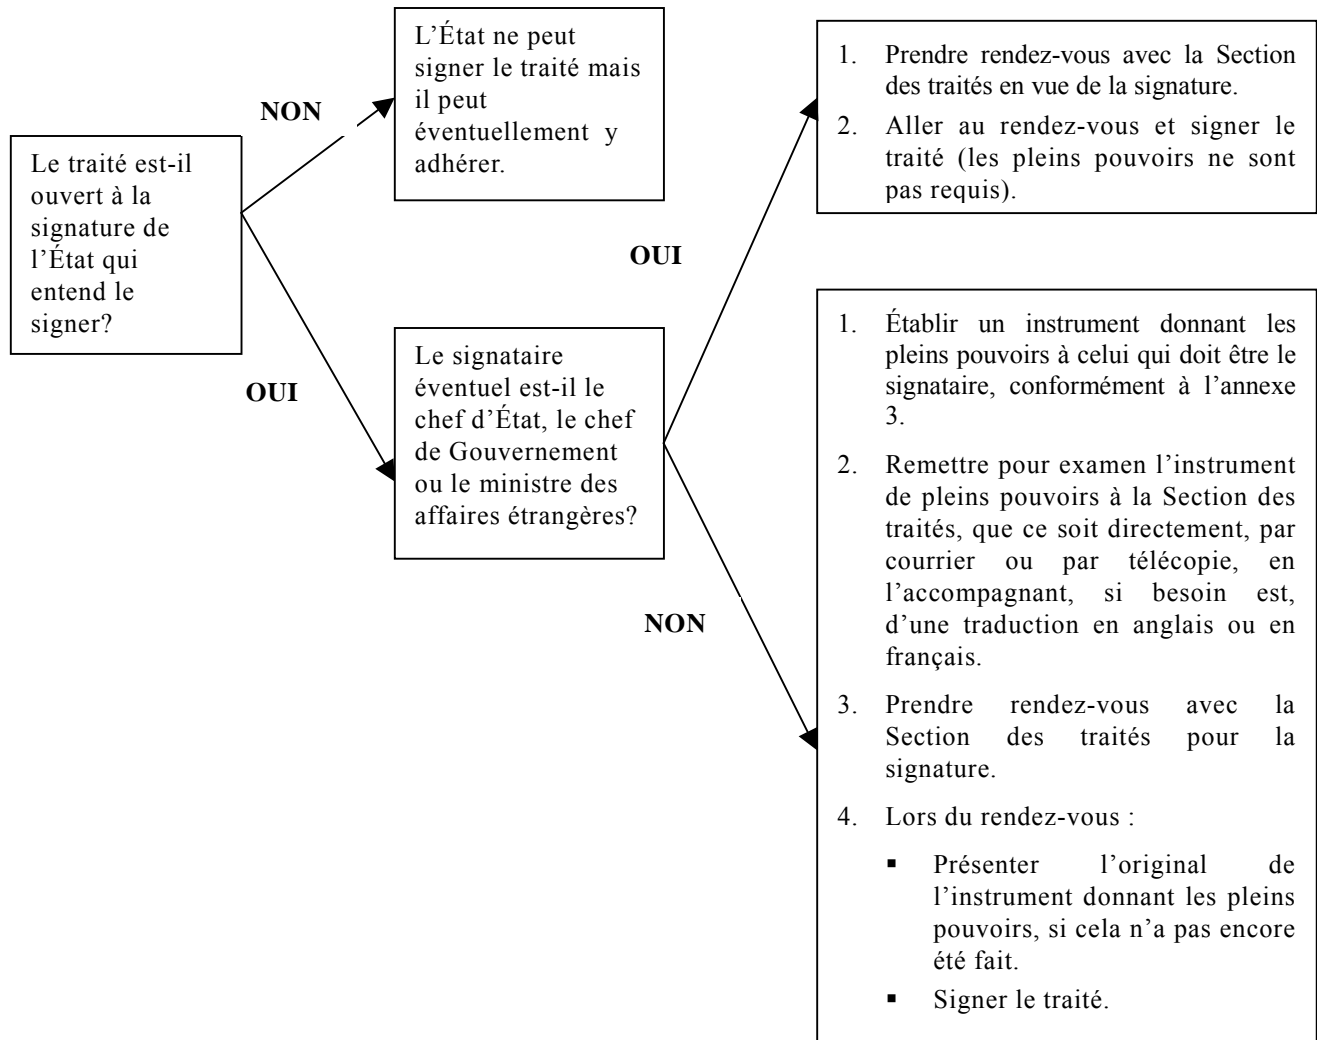 Le traité est-il
ouvert à la
signature de
l’État qui
entend le
signer?
NON
L’État ne peut
signer le traité mais
il peut
éventuellement y
adhérer.
OUI
Le signataire
éventuel est-il le
chef d’État, le chef
de Gouvernement
ou le ministre des
affaires étrangères?
OUI
1. Prendre rendez-vous avec la Section
des traités en vue de la signature.
2. Aller au rendez-vous et signer le
traité (les pleins pouvoirs ne sont
pas requis).
NON
1. Établir un instrument donnant les
pleins pouvoirs à celui qui doit être le
signataire, conformément à l’annexe
3.
2. Remettre pour examen l’instrument
de pleins pouvoirs à la Section des
traités, que ce soit directement, par
courrier ou par télécopie, en
l’accompagnant, si besoin est,
d’une traduction en anglais ou en
français.
3. Prendre rendez-vous avec la
Section des traités pour la
signature.
4. Lors du rendez-vous :
▪ Présenter l’original de
l’instrument donnant les pleins
pouvoirs, si cela n’a pas encore
été fait.
▪ Signer le traité.